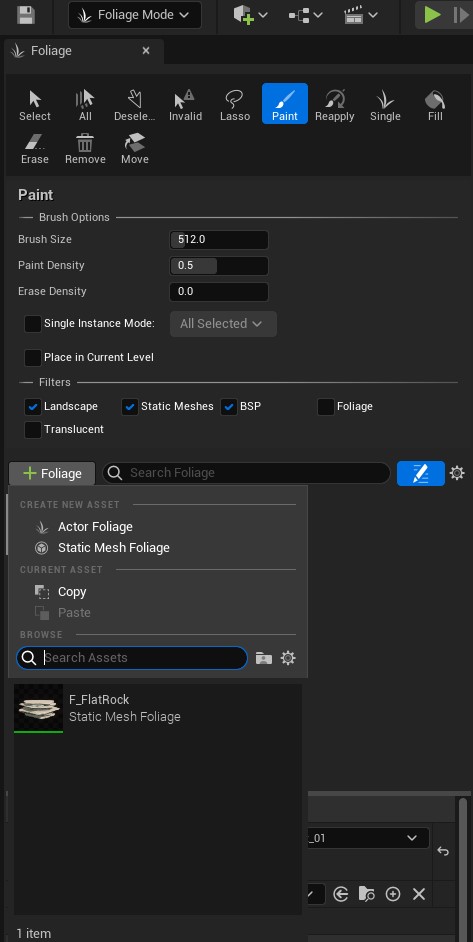 Foliage Mode
Foliage
Select All Desele... Invalid Lasso Paint Reapply Single Fill
Erase Remove Move
Paint
Brush Options
Brush Size 512.0
Paint Density 0.5
Erase Density 0.0
Single Instance Mode: All Selected
Place in Current Level
Filters
Landscape Static Meshes BSP Foliage
Translucent
Foliage Search Foliage
CREATE NEW ASSET
Actor Foliage
Static Mesh Foliage
CURRENT ASSET
Copy
Paste
BROWSE
Search Assets
F_FlatRock
Static Mesh Foliage
_01
1 item